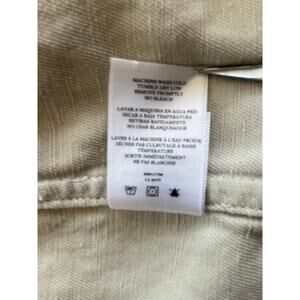 MACHINE WASH COLD
TUMBLE DRY LOW
REMOVE PROMPTLY
NO BLEACH
LAVAR A MAQUINA EN AGUA FRÍA
SECAR A BAJA TEMPERATURA
RETIRAR RÁPIDAMENTE
NO USAR BLANQUEADOR
LAVER À LA MACHINE À L'EAU FROIDE
SÉCHER PAR CULBUTAGE À BASSE
TEMPÉRATURE
SORTIR IMMÉDIATEMENT
NE PAS BLANCHIR